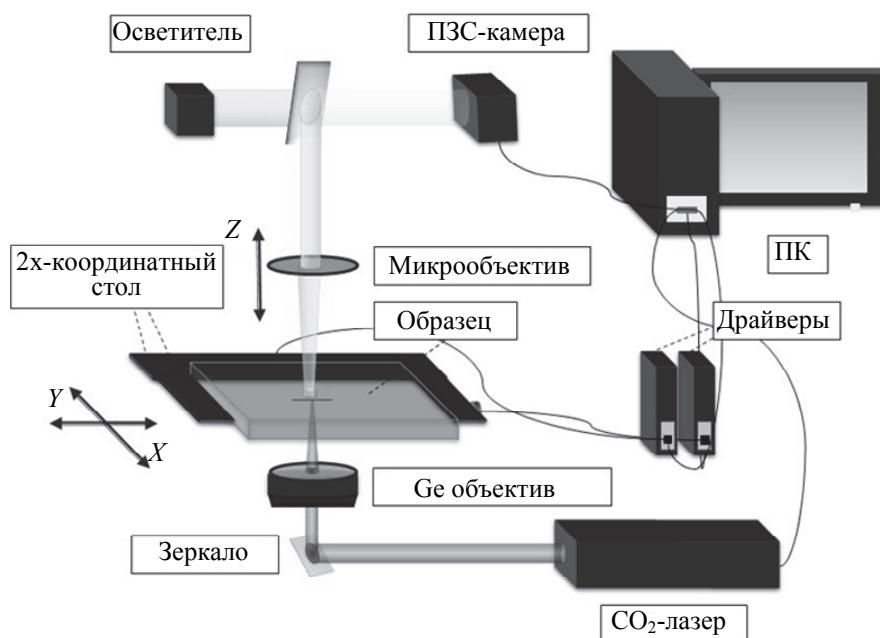 Осветитель
ПЗС-камера
Z
2х-координатный
стол
Микрообъектив
ПК
Образец
Драйверы
Y
X
Ge объектив
Зеркало
CO₂-лазер